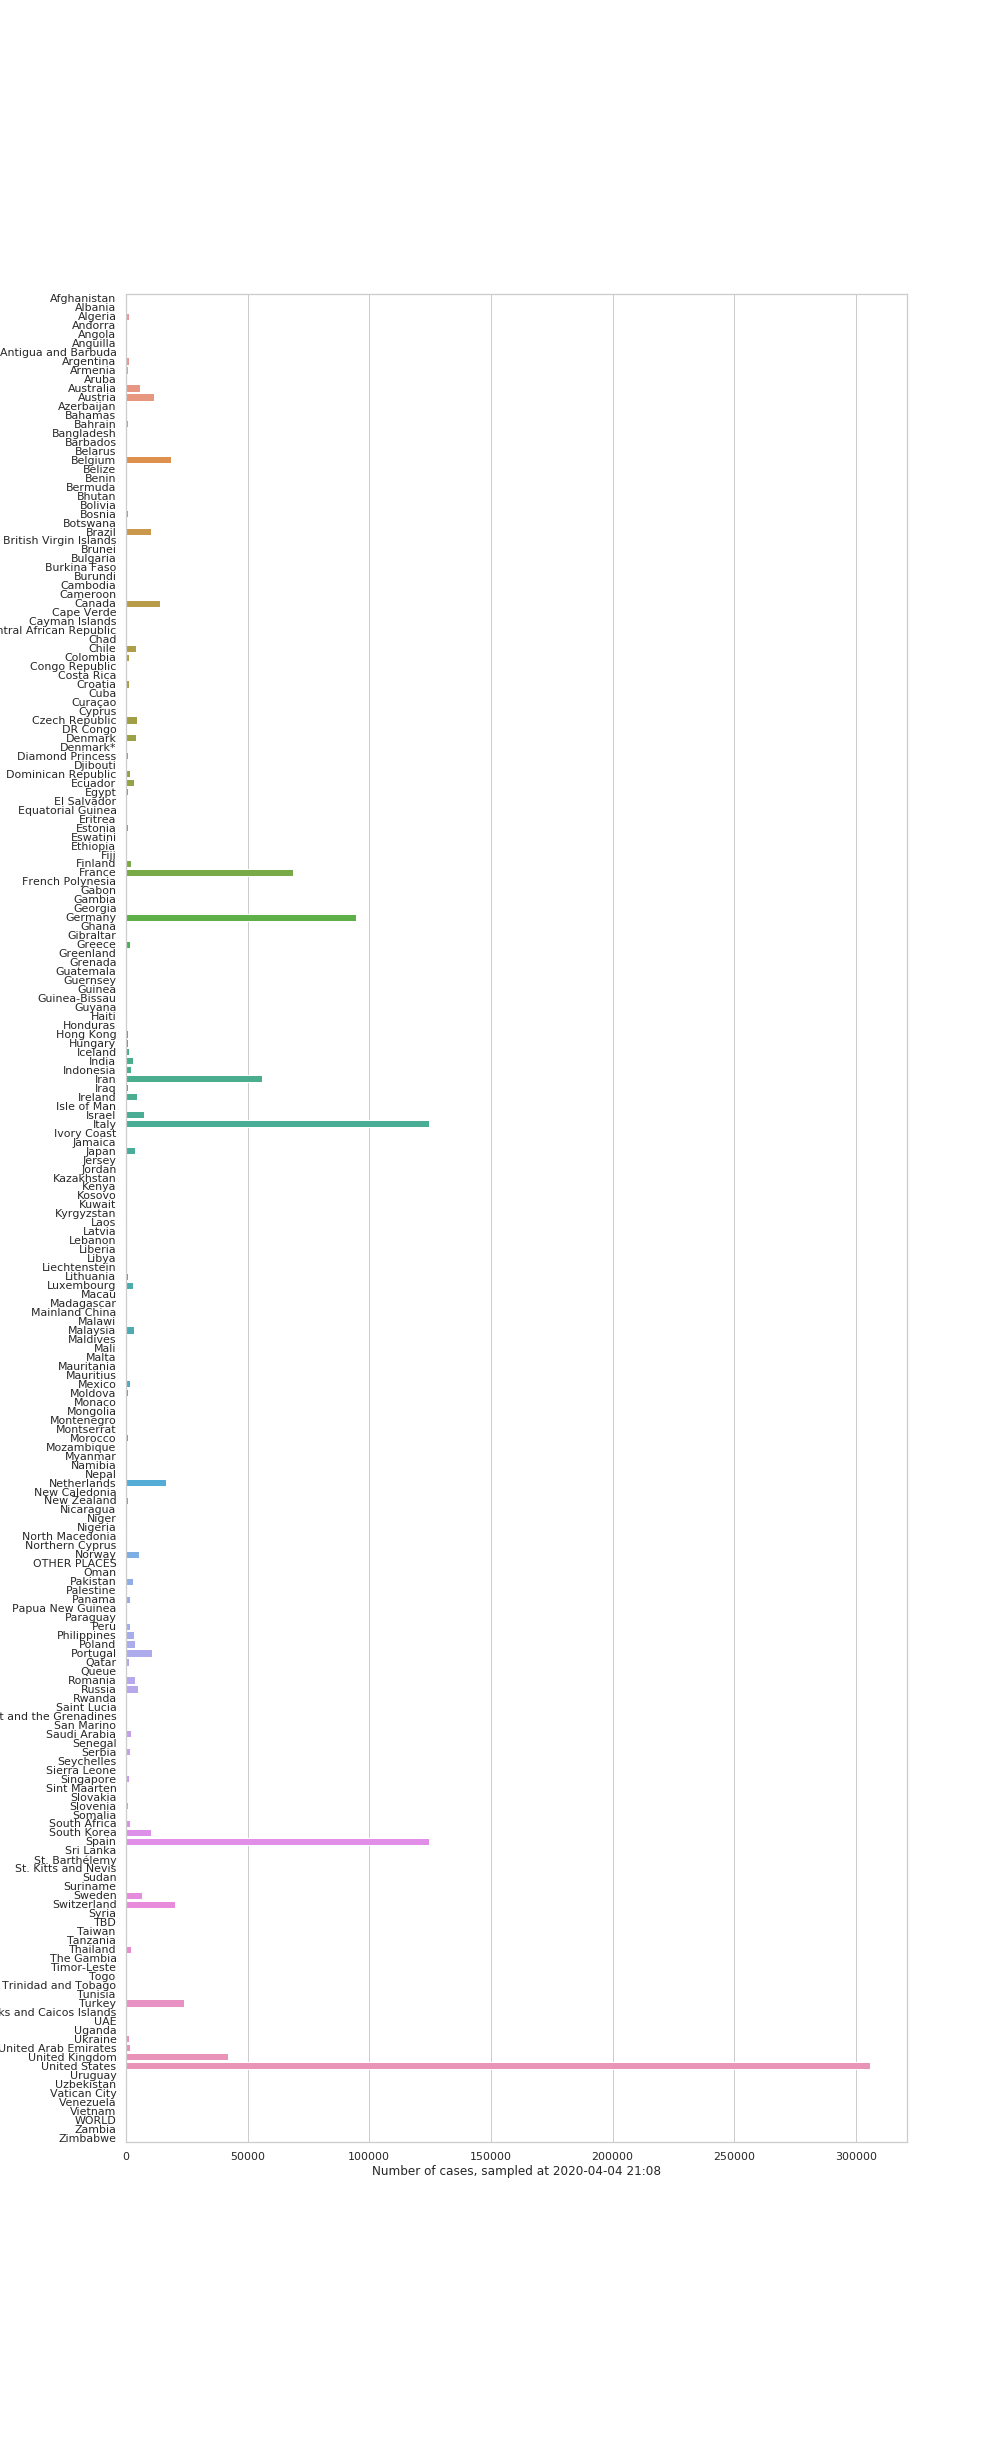 Afghanistan
Albania
Algeria
Andorra
Angola
Anguilla
Antigua and Barbuda
Argentina
Armenia
Aruba
Australia
Austria
Azerbaijan
Bahamas
Bahrain
Bangladesh
Barbados
Belarus
Belgium
Belize
Benin
Bermuda
Bhutan
Bolivia
Bosnia
Botswana
Brazil
British Virgin Islands
Brunei
Bulgaria
Burkina Faso
Burundi
Cambodia
Cameroon
Canada
Cape Verde
Cayman Islands
ntral African Republic
Chad
Chile
Colombia
Congo Republic
Costa Rica
Croatia
Cuba
Curaçao
Cyprus
Czech Republic
DR Congo
Denmark
Denmark*
Diamond Princess
Djibouti
Dominican Republic
Ecuador
Egypt
El Salvador
Equatorial Guinea
Eritrea
Estonia
Eswatini
Ethiopia
Fiji
Finland
France
French Polynesia
Gabon
Gambia
Georgia
Germany
Ghana
Gibraltar
Greece
Greenland
Grenada
Guatemala
Guernsey
Guinea
Guinea-Bissau
Guyana
Haiti
Honduras
Hong Kong
Hungary
Iceland
India
Indonesia
Iran
Iraq
Ireland
Isle of Man
Israel
Italy
Ivory Coast
Jamaica
Japan
Jersey
Jordan
Kazakhstan
Kenya
Kosovo
Kuwait
Kyrgyzstan
Laos
Latvia
Lebanon
Liberia
Libya
Liechtenstein
Lithuania
Luxembourg
Macau
Madagascar
Mainland China
Malawi
Malaysia
Maldives
Mali
Malta
Mauritania
Mauritius
Mexico
Moldova
Monaco
Mongolia
Montenegro
Montserrat
Morocco
Mozambique
Myanmar
Namibia
Nepal
Netherlands
New Caledonia
New Zealand
Nicaragua
Niger
Nigeria
North Macedonia
Northern Cyprus
Norway
OTHER PLACES
Oman
Pakistan
Palestine
Panama
Papua New Guinea
Paraguay
Peru
Philippines
Poland
Portugal
Qatar
Queue
Romania
Russia
Rwanda
Saint Lucia
t and the Grenadines
San Marino
Saudi Arabia
Senegal
Serbia
Seychelles
Sierra Leone
Singapore
Sint Maarten
Slovakia
Slovenia
Somalia
South Africa
South Korea
Spain
Sri Lanka
St. Barthélemy
St. Kitts and Nevis
Sudan
Suriname
Sweden
Switzerland
Syria
TBD
Taiwan
Tanzania
Thailand
The Gambia
Timor-Leste
Togo
Trinidad and Tobago
Tunisia
Turkey
ks and Caicos Islands
UAE
Uganda
Ukraine
United Arab Emirates
United Kingdom
United States
Uruguay
Uzbekistan
Vatican City
Venezuela
Vietnam
WORLD
Zambia
Zimbabwe
0 50000 100000 150000 200000 250000 300000
Number of cases, sampled at 2020-04-04 21:08